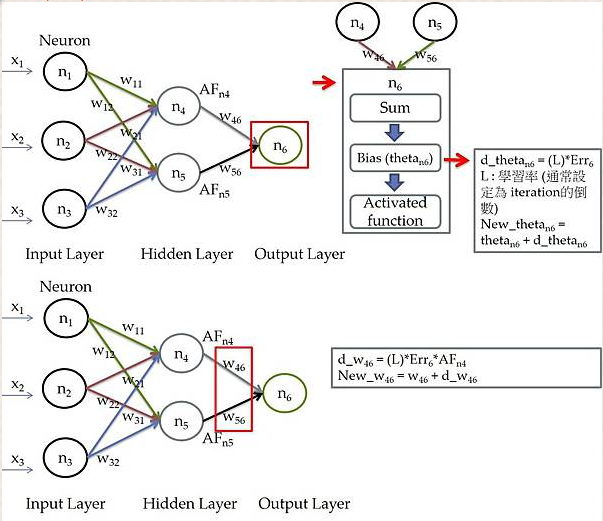 Neuron
x1
x2
x3
n1
n2
n3
w11
w12
w21
w22
w31
w32
n4
n5
AFn4
AFn5
w46
w56
n6
Input Layer Hidden Layer Output Layer
n4 n5
w46 w56
n6
Sum
Bias (thetan6)
Activated
function
d_thetan6 = (L)*Err6
L : 學習率 (通常設
定為 iteration的倒
數)
New_thetan6 =
thetan6 + d_thetan6
Neuron
x1
x2
x3
n1
n2
n3
w11
w12
w21
w22
w31
w32
n4
n5
AFn4
AFn5
w46
w56
n6
Input Layer Hidden Layer Output Layer
d_w46 = (L)*Err6*AFn4
New_w46 = w46 + d_w46